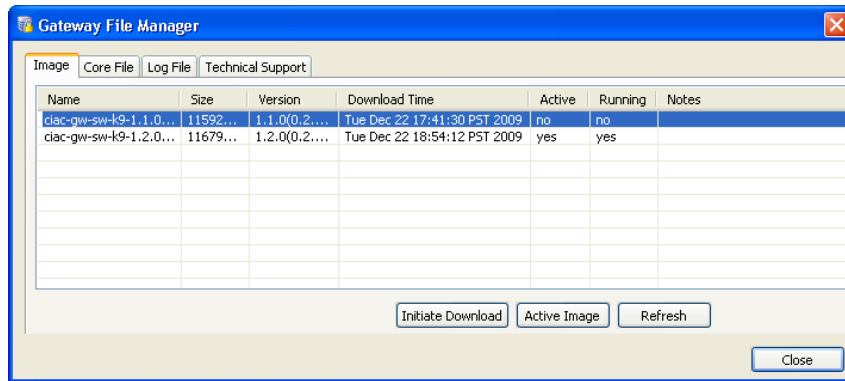 Gateway File Manager
Image Core File Log File Technical Support
Name Size Version Download Time Active Running Notes
ciac-gw-sw-k9-1.1.0... 11592... 1.1.0(0.2.... Tue Dec 22 17:41:30 PST 2009 no no
ciac-gw-sw-k9-1.2.0... 11679... 1.2.0(0.2.... Tue Dec 22 18:54:12 PST 2009 yes yes
Initiate Download Active Image Refresh
Close